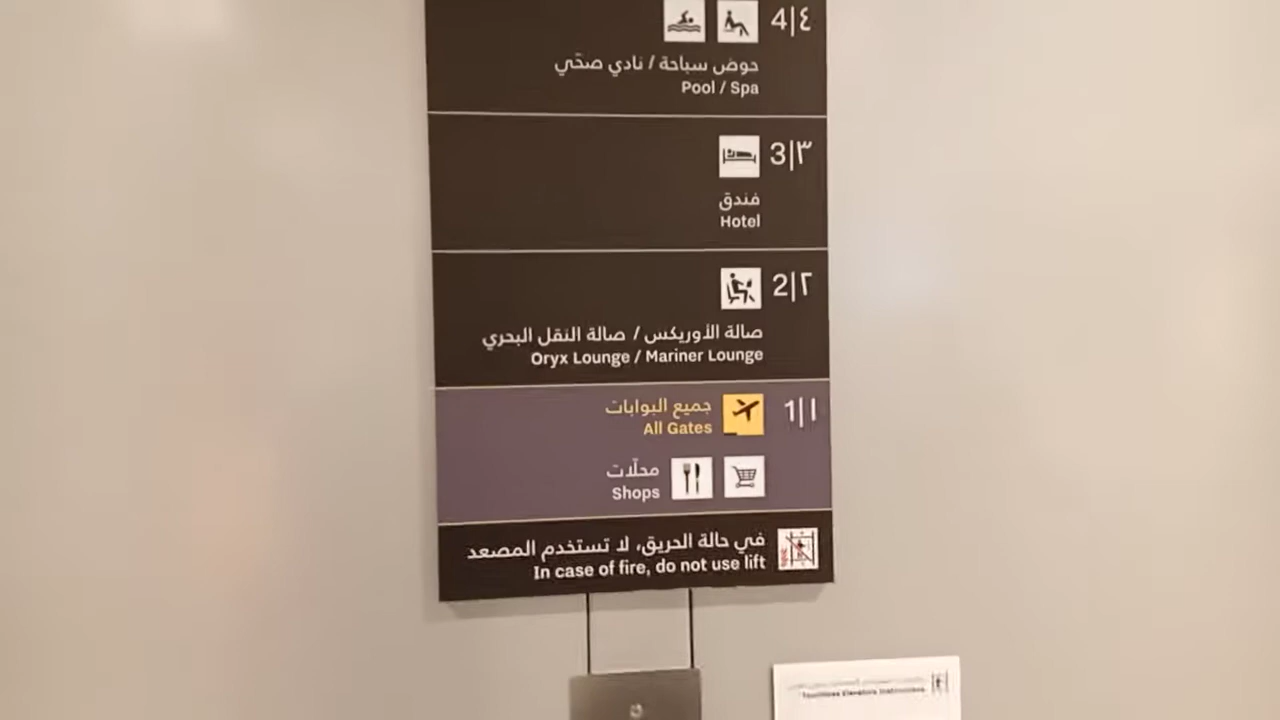 4|٤
حوض سباحة / نادي صحّي
Pool / Spa
3|٣
فندق
Hotel
2|٢
صالة الأوريكس / صالة النقل البحري
Oryx Lounge / Mariner Lounge
1|١
جميع البوابات
All Gates
محلّات
Shops
في حالة الحريق، لا تستخدم المصعد
In case of fire, do not use lift
Touchless Elevators Instructions